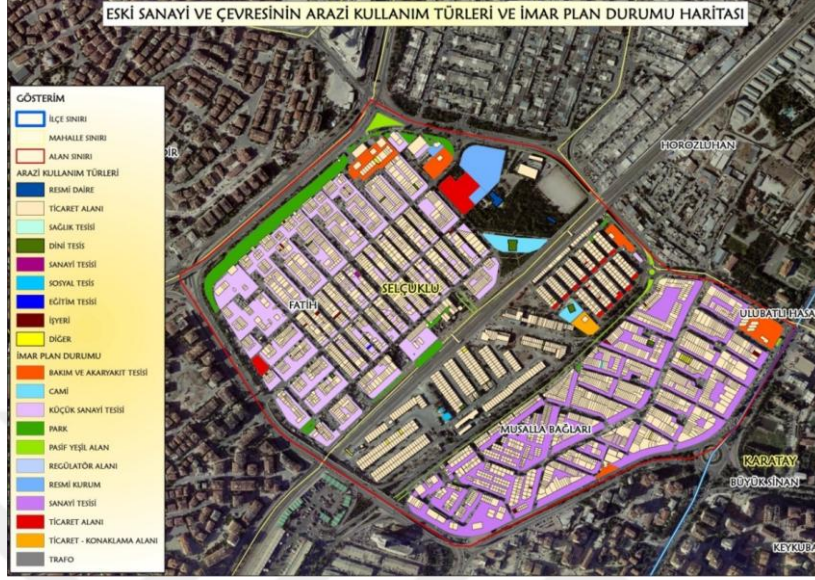 ESKİ SANAYİ VE ÇEVRESİNİN ARAZİ KULLANIM TÜRLERİ VE İMAR PLAN DURUMU HARİTASI
GÖSTERİM
İLÇE SINIRI
MAHALLE SINIRI
ALAN SINIRI
ARAZİ KULLANIM TÜRLERİ
RESMİ DAİRE
TİCARET ALANI
SAĞLIK TESİSİ
DİNİ TESİS
SANAYİ TESİSİ
SOSYAL TESİS
EĞİTİM TESİSİ
İŞYERİ
DİĞER
İMAR PLAN DURUMU
BAKIM VE AKARYAKIT TESİSİ
CAMİ
KÜÇÜK SANAYİ TESİSİ
PARK
PASİF YEŞİL ALAN
REGÜLATÖR ALANI
RESMİ KURUM
SANAYİ TESİSİ
TİCARET ALANI
TİCARET - KONAKLAMA ALANI
TRAFO
DİR
HOROZLUHAN
SELÇUKLU
FATİH
ULUBATLI HASA
MUSALLA BAĞLARI
KARATAY
BÜYÜK SİNAN
KEYKUBA